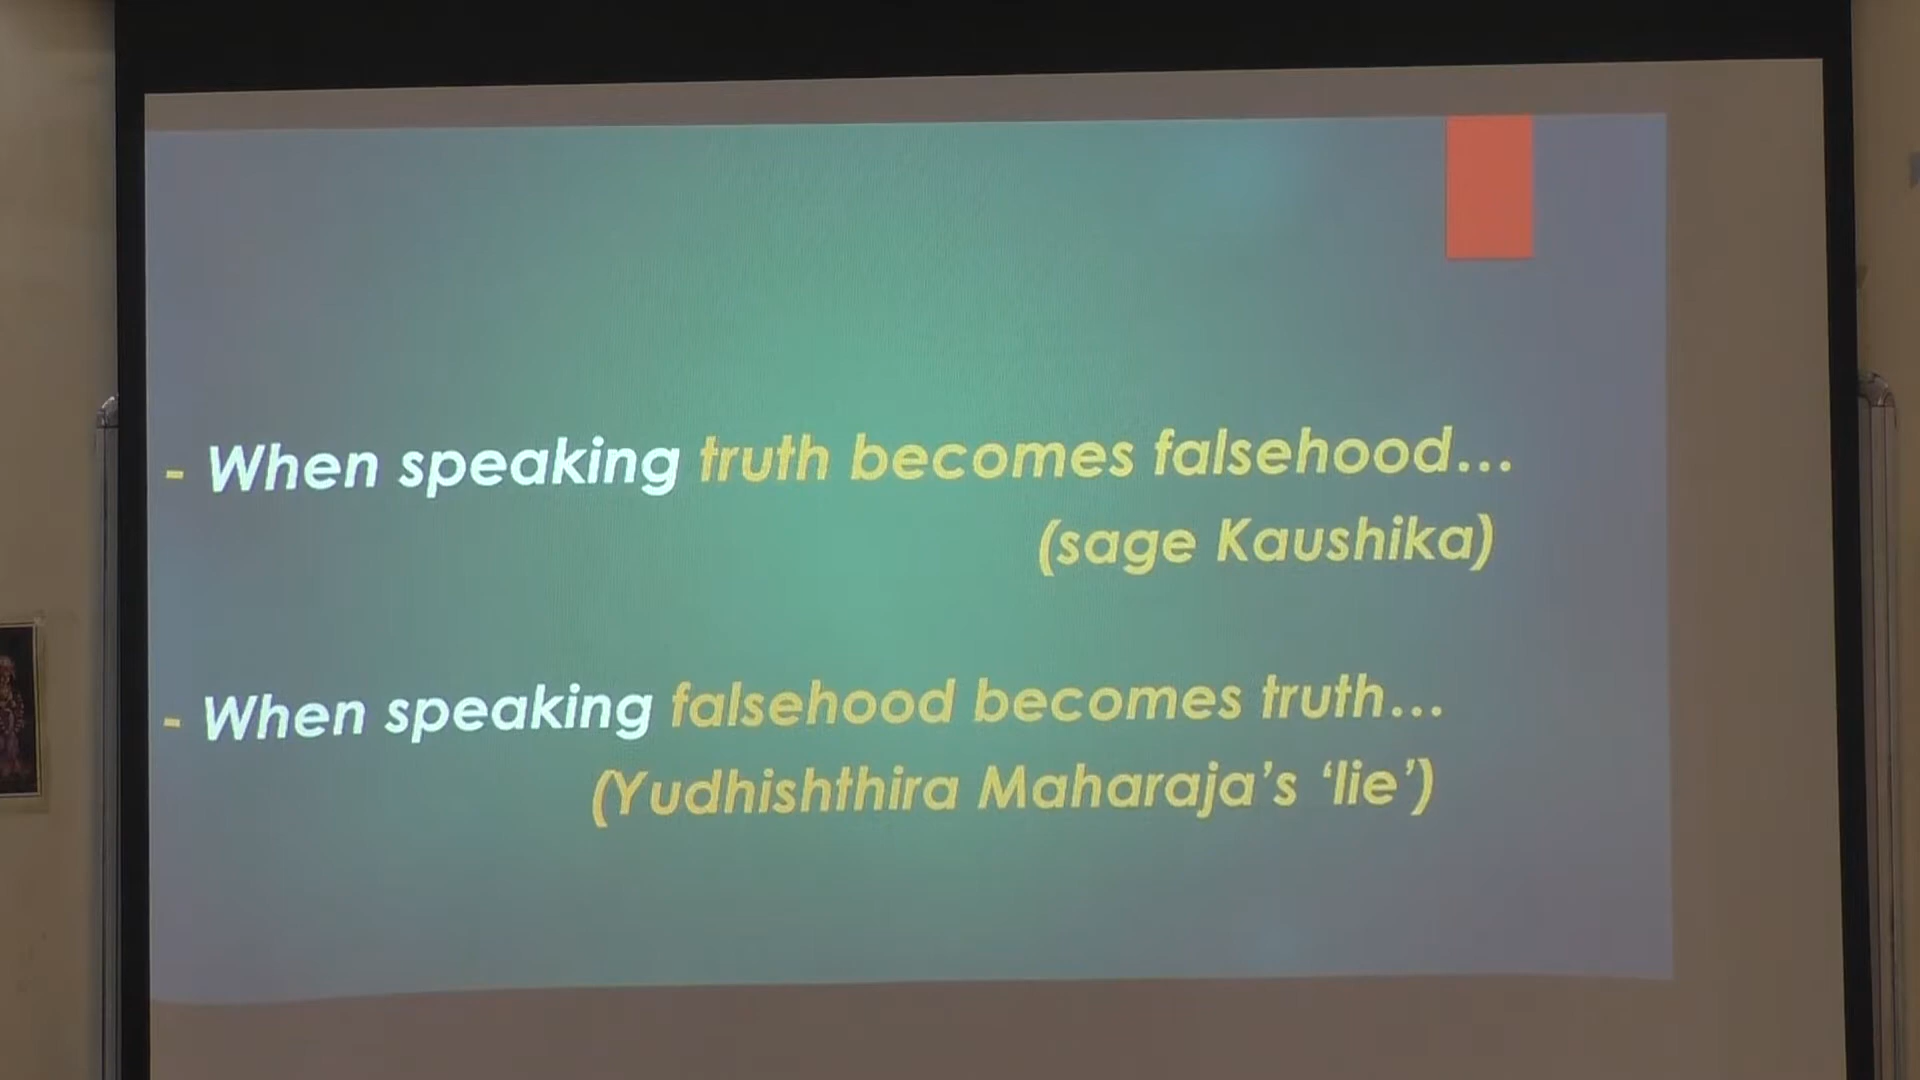 - When speaking truth becomes falsehood...
(sage Kaushika)
- When speaking falsehood becomes truth...
(Yudhishthira Maharaja’s ‘lie’)